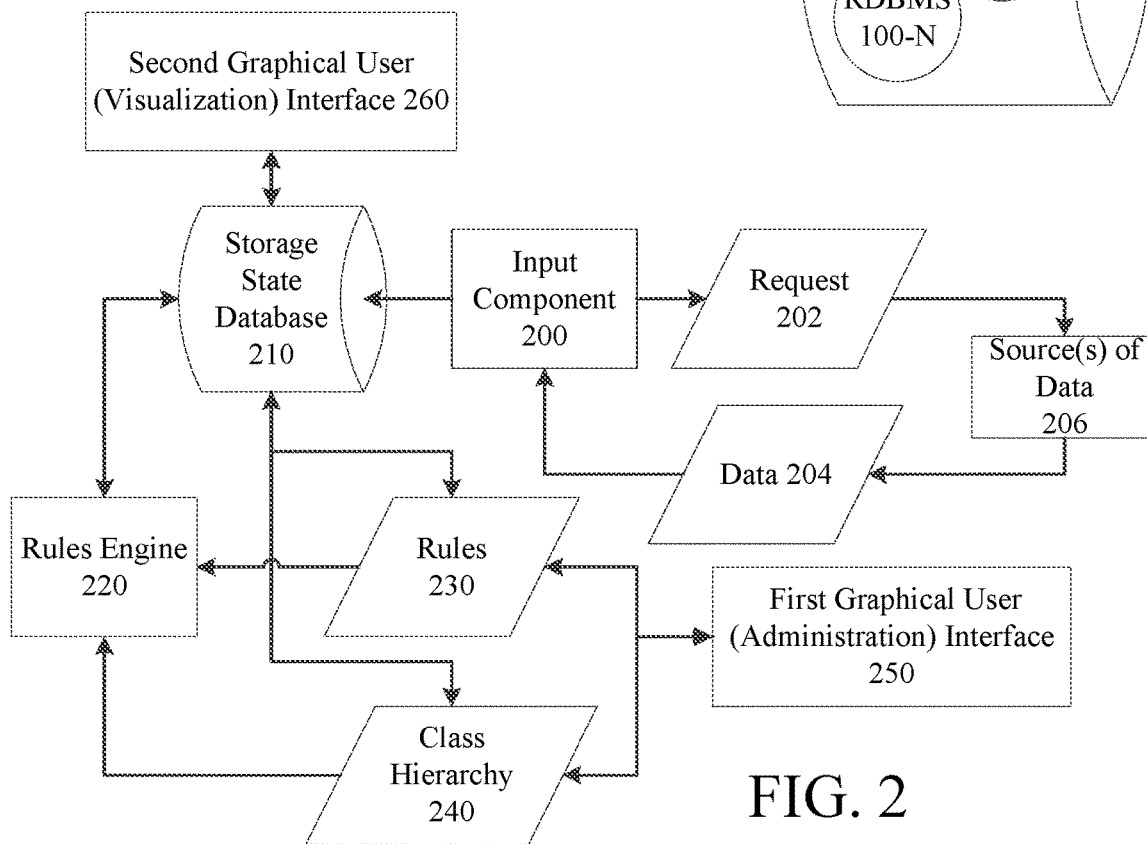 RDBMS
100-N
Second Graphical User
(Visualization) Interface 260
Storage
State
Database
210
Input
Component
200
Request
202
Source(s) of
Data
206
Data 204
Rules Engine
220
Rules
230
First Graphical User
(Administration) Interface
250
Class
Hierarchy
240
FIG. 2